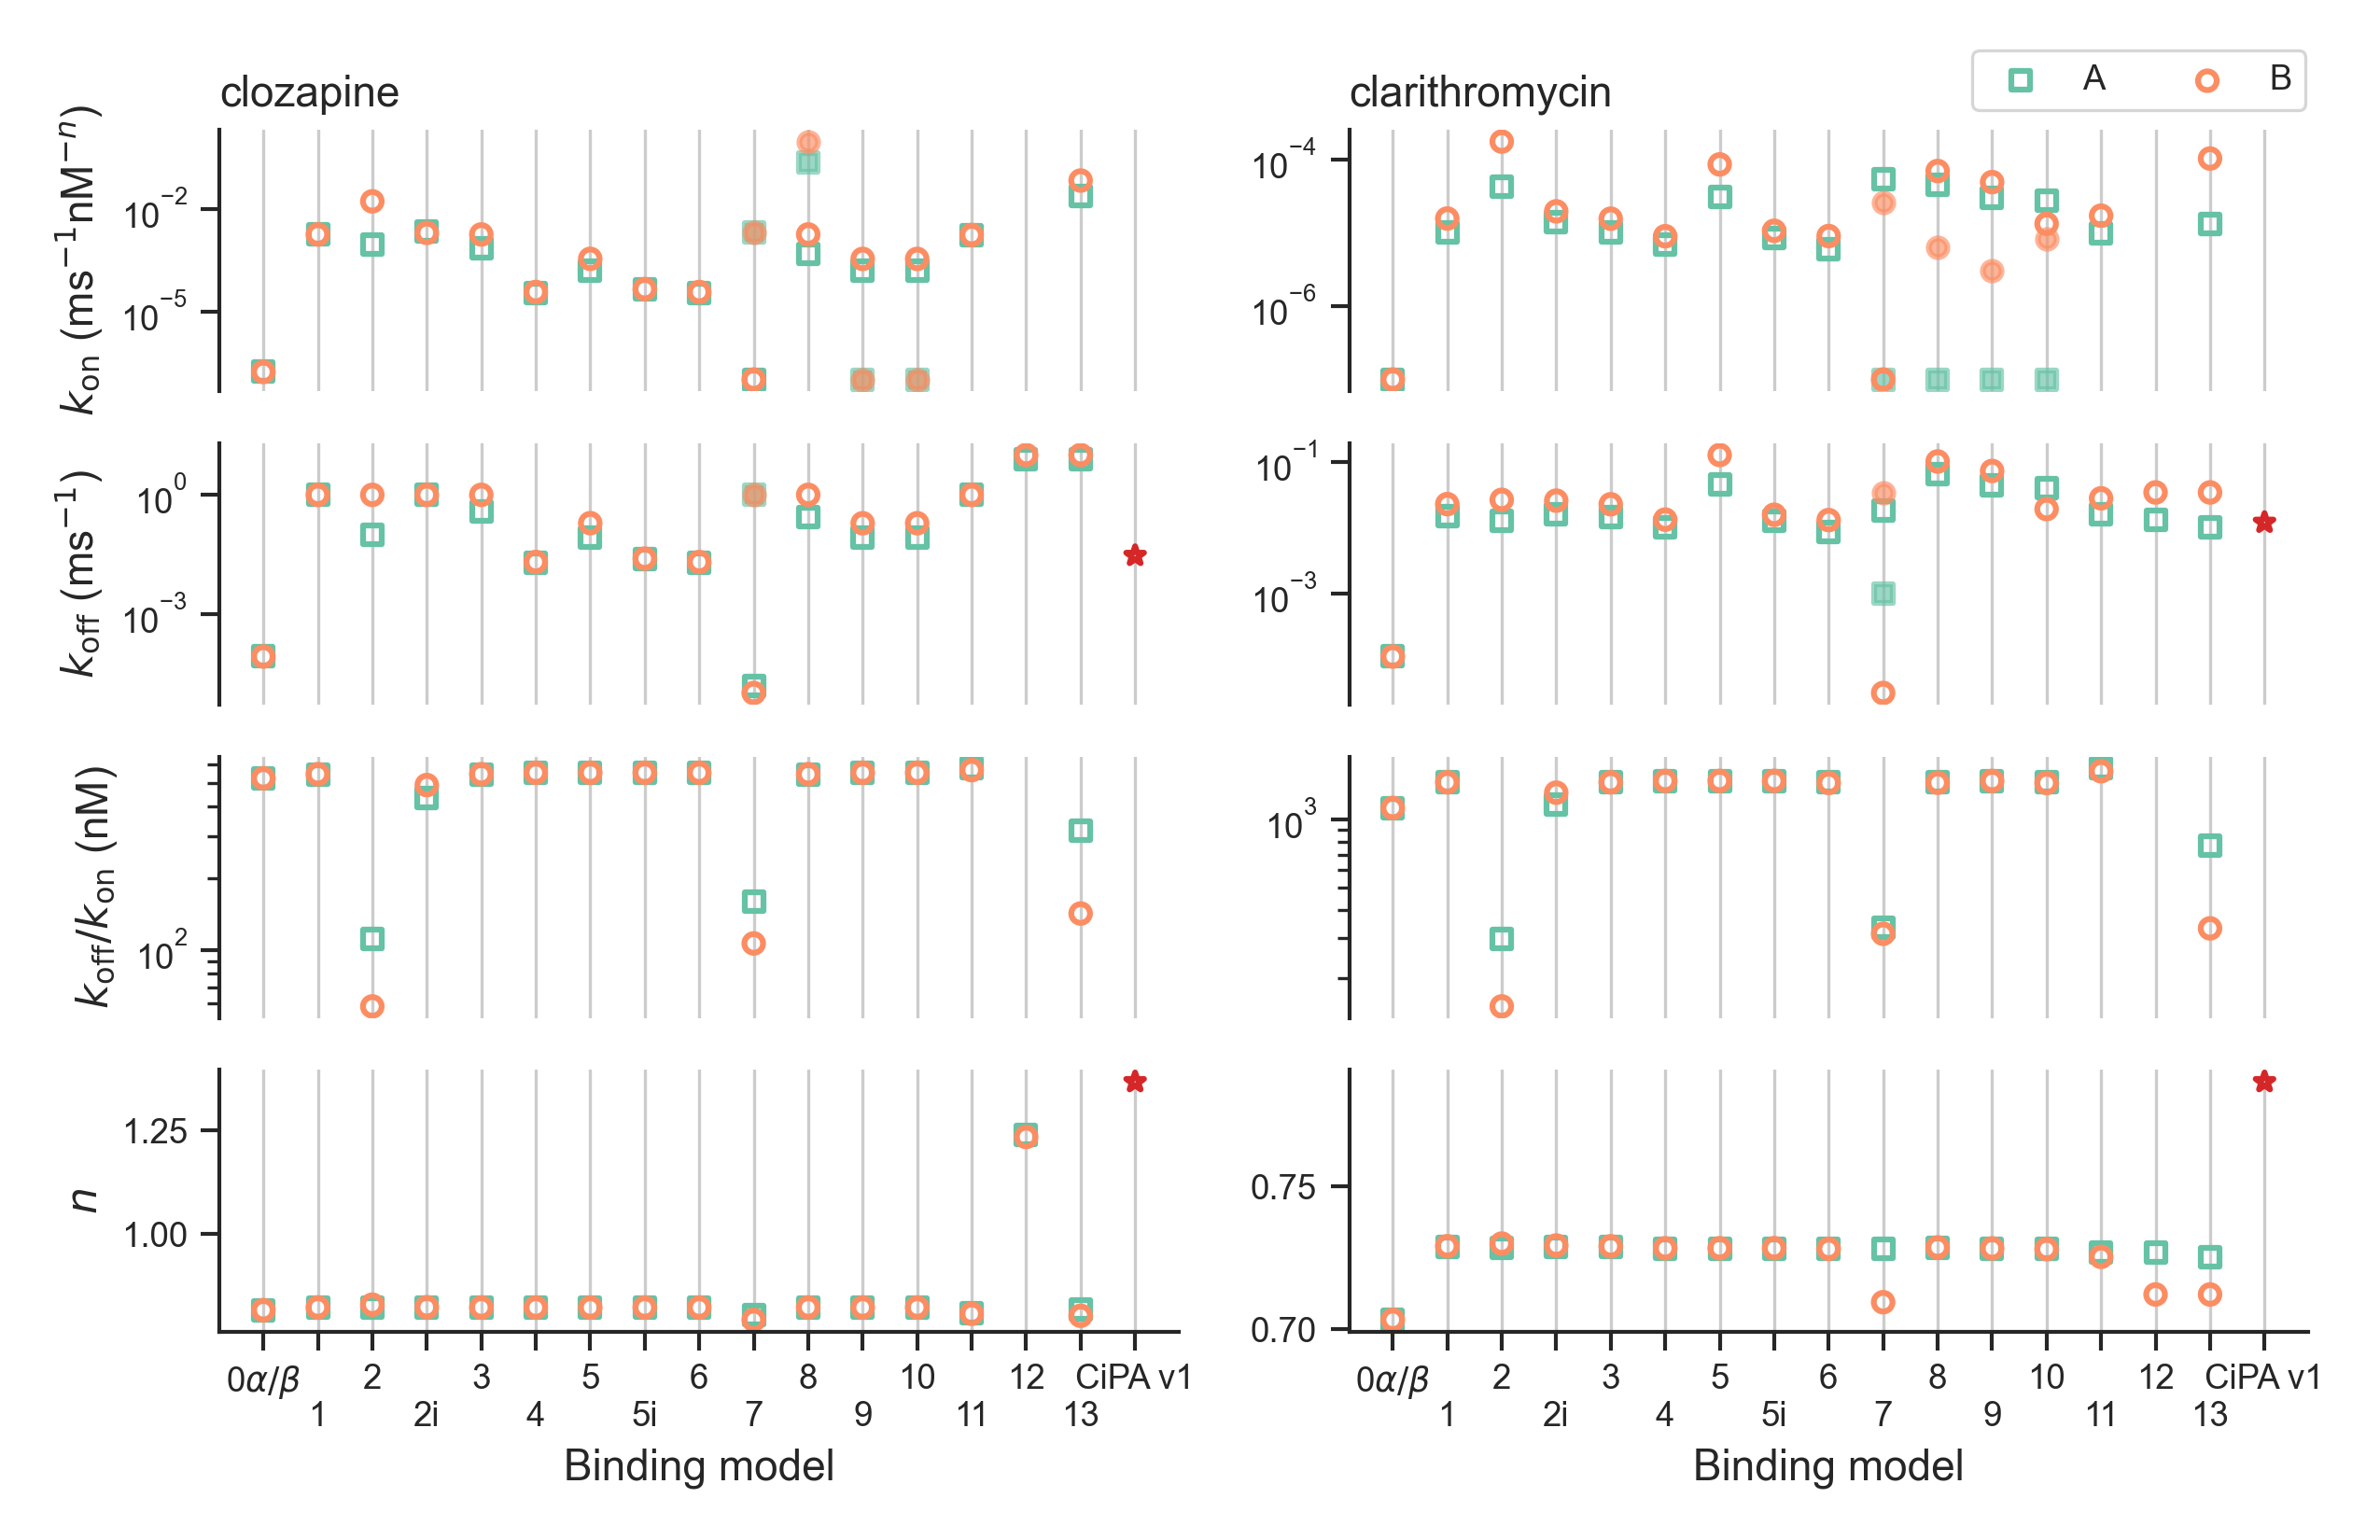 A B
clozapine clarithromycin
k_on (ms^−1nM^−n)
10^−2
10^−5
10^−4
10^−6
k_off (ms^−1)
10^0
10^−3
10^−1
10^−3
k_off/k_on (nM)
10^2
10^3
n
1.25
1.00
0.75
0.70
0α/β 2 3 5 6 8 10 12 CiPA v1
1 2i 4 5i 7 9 11 13
Binding model
0α/β 2 3 5 6 8 10 12 CiPA v1
1 2i 4 5i 7 9 11 13
Binding model